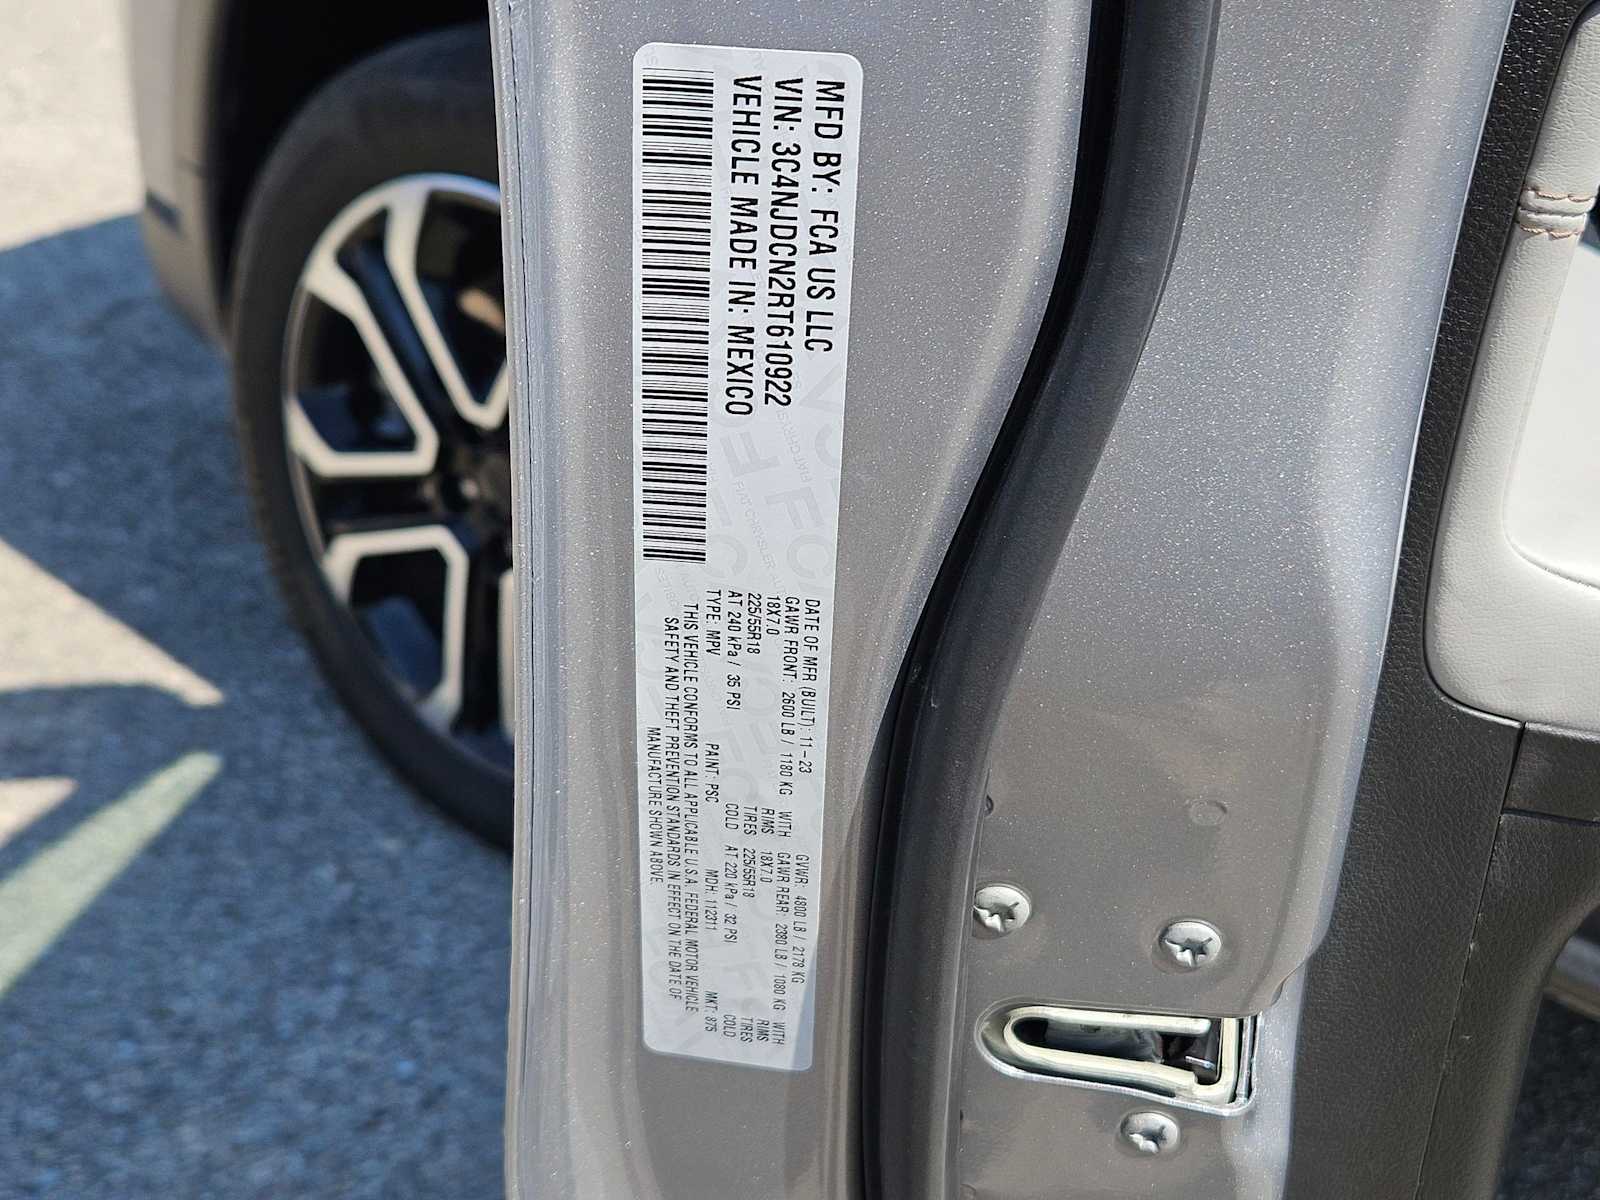 MFD BY: FCA US LLC
VIN: 3C4NJDCN2RT610922
VEHICLE MADE IN: MEXICO
DATE OF MFR (BUILT): 11-23 GVWR: 4800 LB / 2178 KG
GAWR FRONT: 2600 LB / 1180 KG WITH GAWR REAR: 2380 LB / 1080 KG WITH
18X7.0 RIMS 18X7.0 RIMS
225/55R18 TIRES 225/55R18 TIRES
AT 240 kPa / 35 PSI COLD AT 220 kPa / 32 PSI COLD
TYPE: MPV PAINT: PSC MDH: 112311 MKT: 875
THIS VEHICLE CONFORMS TO ALL APPLICABLE U.S.A. FEDERAL MOTOR VEHICLE
SAFETY AND THEFT PREVENTION STANDARDS IN EFFECT ON THE DATE OF
MANUFACTURE SHOWN ABOVE.